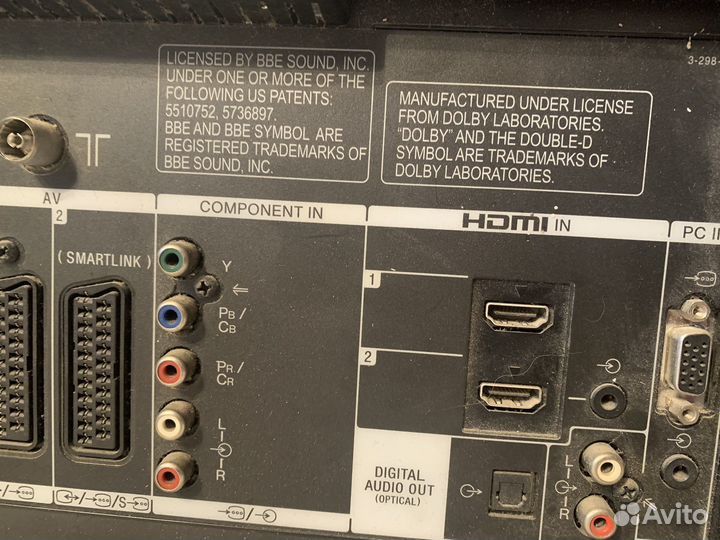 LICENSED BY BBE SOUND, INC.
UNDER ONE OR MORE OF THE
FOLLOWING US PATENTS:
5510752, 5736897.
BBE AND BBE SYMBOL ARE
REGISTERED TRADEMARKS OF
BBE SOUND, INC.
MANUFACTURED UNDER LICENSE
FROM DOLBY LABORATORIES.
"DOLBY" AND THE DOUBLE-D
SYMBOL ARE TRADEMARKS OF
DOLBY LABORATORIES.
3-298-
AV
2
(SMARTLINK)
COMPONENT IN
Y
PB /
CB
PR /
CR
L
R
HDMI IN
1
2
PC IN
DIGITAL
AUDIO OUT
(OPTICAL)
L
R
S
Avito